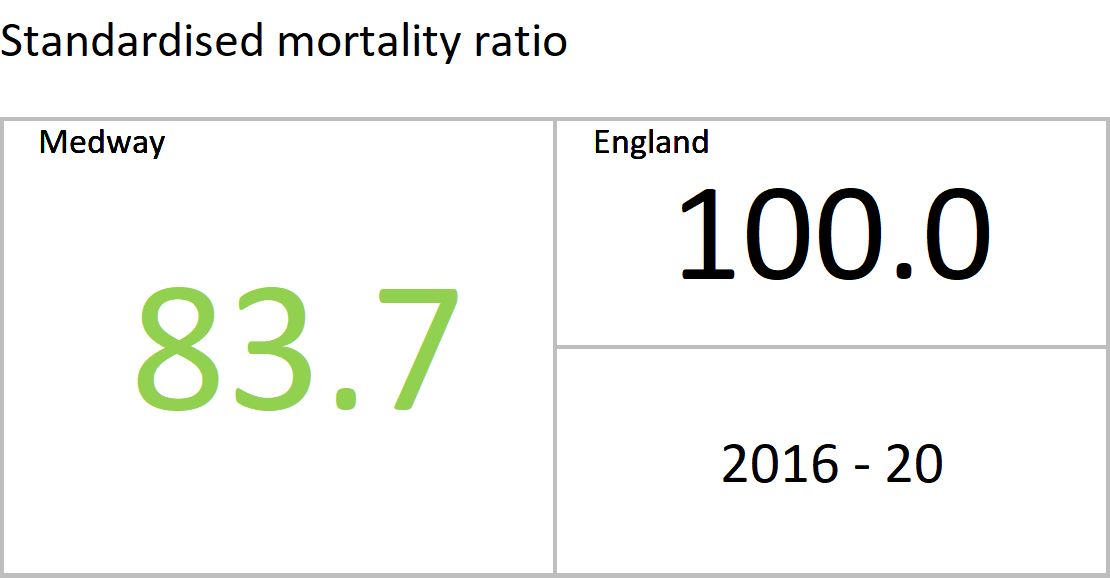 Standardised mortality ratio
Medway
83.7
England
100.0
2016 - 20